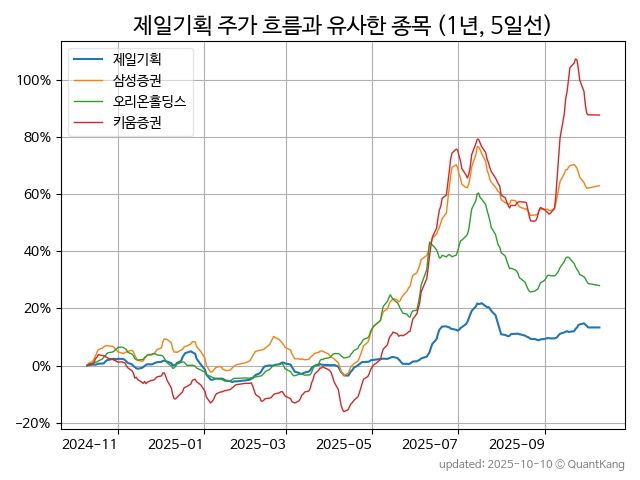 제일기획 주가 흐름과 유사한 종목 (1년, 5일선)
제일기획
삼성증권
오리온홀딩스
키움증권
100%
80%
60%
40%
20%
0%
−20%
2024-11 2025-01 2025-03 2025-05 2025-07 2025-09
updated: 2025-10-10 © QuantKang